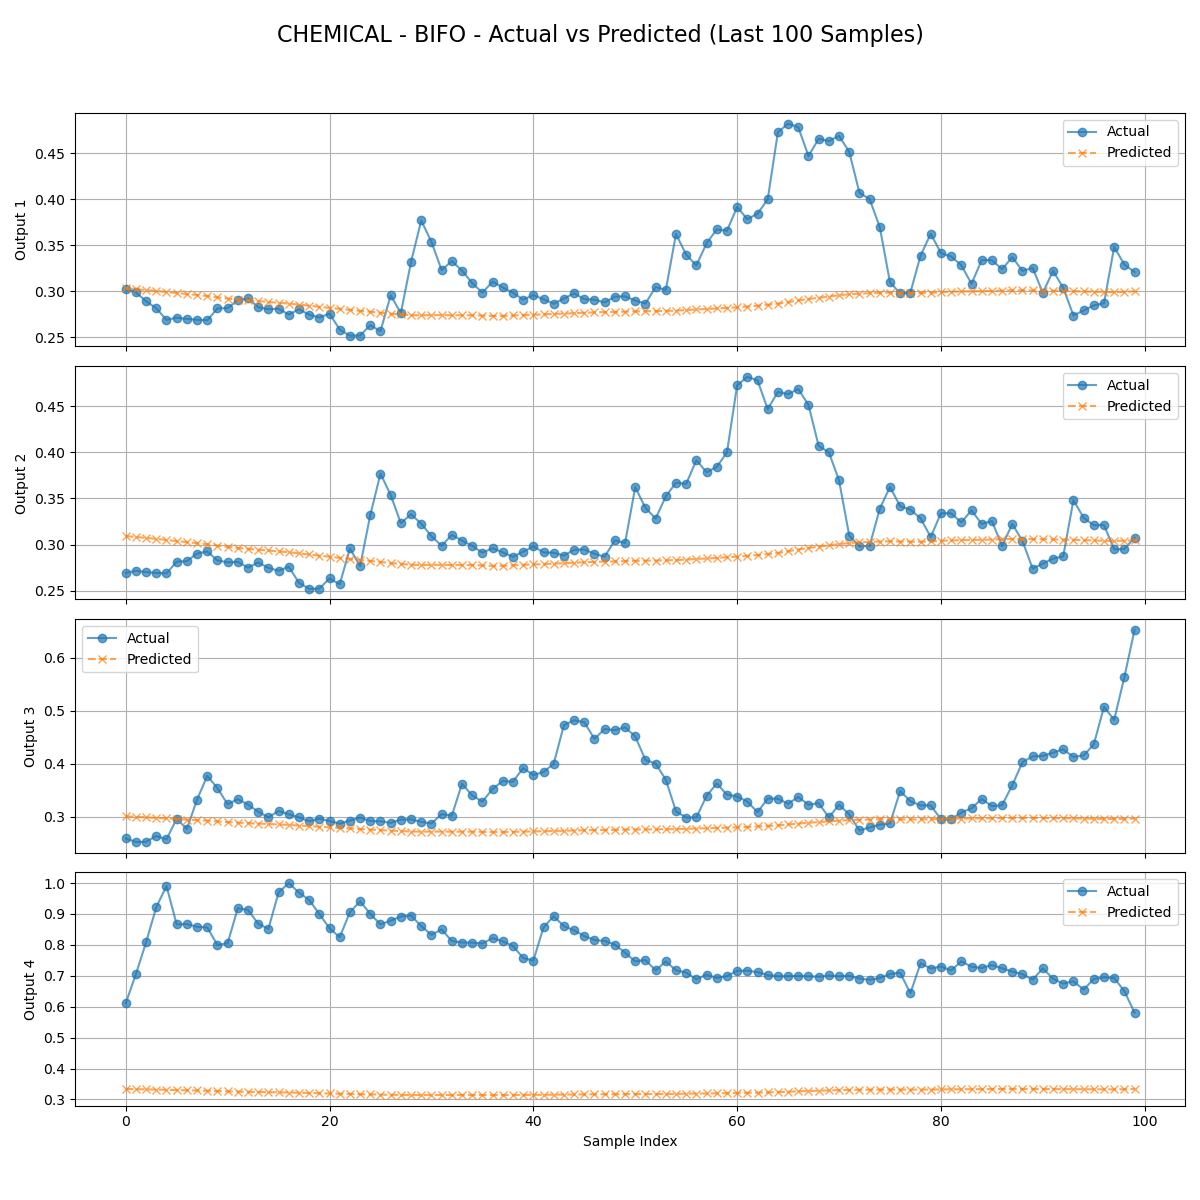 CHEMICAL - BIFO - Actual vs Predicted (Last 100 Samples)
Output 1
0.45
0.40
0.35
0.30
0.25
Actual
Predicted
Output 2
0.45
0.40
0.35
0.30
0.25
Actual
Predicted
Output 3
0.6
0.5
0.4
0.3
Actual
Predicted
Output 4
1.0
0.9
0.8
0.7
0.6
0.5
0.4
0.3
Actual
Predicted
0 20 40 60 80 100
Sample Index